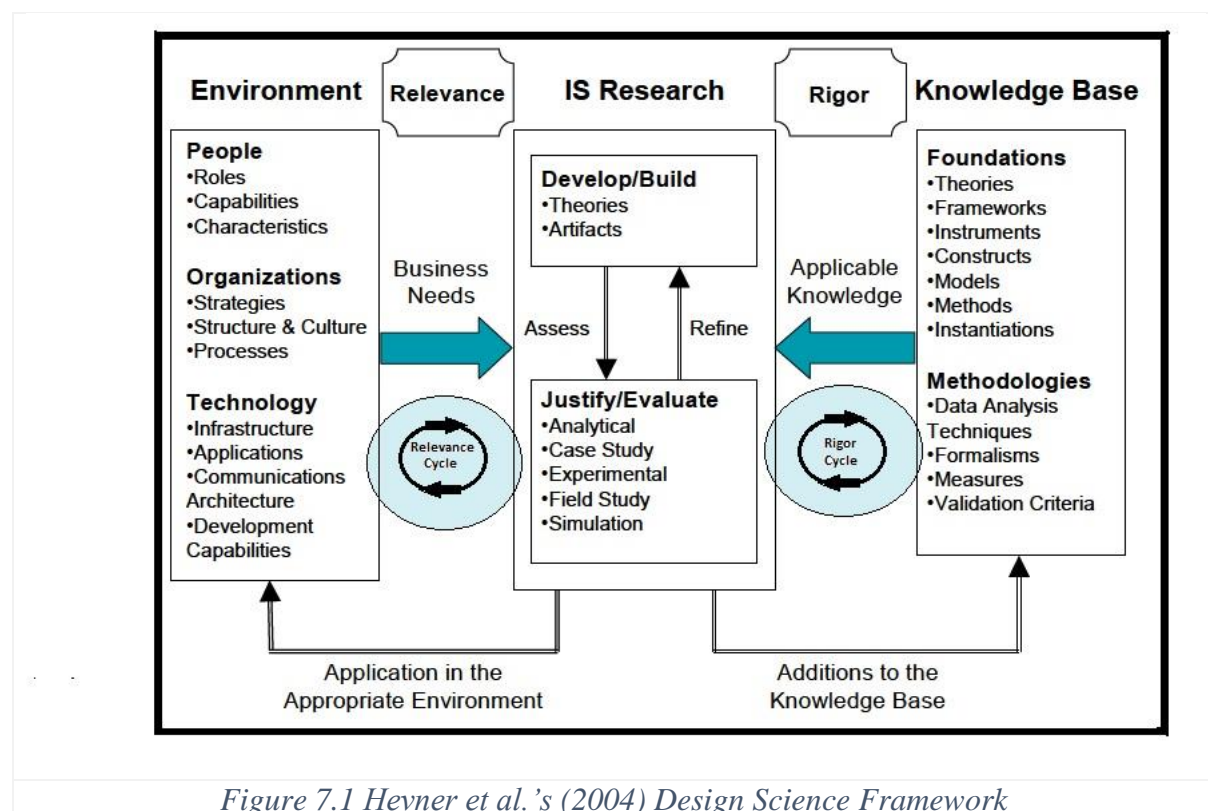 Environment
Relevance
IS Research
Rigor
Knowledge Base
People
•Roles
•Capabilities
•Characteristics
Organizations
•Strategies
•Structure & Culture
•Processes
Technology
•Infrastructure
•Applications
•Communications
Architecture
•Development
Capabilities
Business
Needs
Relevance
Cycle
Develop/Build
•Theories
•Artifacts
Assess
Refine
Justify/Evaluate
•Analytical
•Case Study
•Experimental
•Field Study
•Simulation
Applicable
Knowledge
Rigor
Cycle
Foundations
•Theories
•Frameworks
•Instruments
•Constructs
•Models
•Methods
•Instantiations
Methodologies
•Data Analysis
Techniques
•Formalisms
•Measures
•Validation Criteria
Application in the
Appropriate Environment
Additions to the
Knowledge Base
Figure 7.1 Hevner et al.'s (2004) Design Science Framework